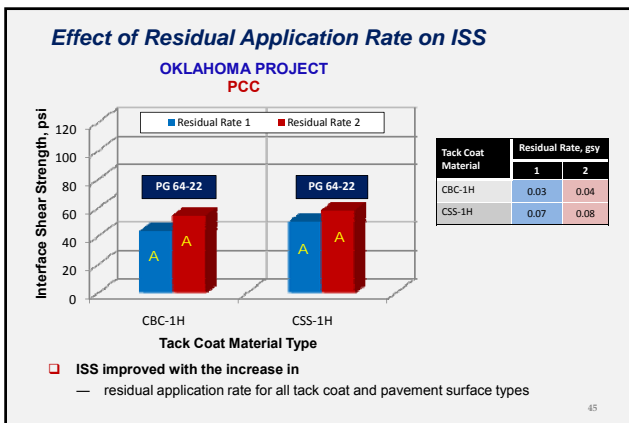 Effect of Residual Application Rate on ISS
OKLAHOMA PROJECT
PCC
Interface Shear Strength, psi
120
100
80
60
40
20
0
Residual Rate 1 Residual Rate 2
PG 64-22 PG 64-22
A A A A
CBC-1H CSS-1H
Tack Coat Material Type
Tack Coat Material Residual Rate, gsy
1 2
CBC-1H 0.03 0.04
CSS-1H 0.07 0.08
ISS improved with the increase in
— residual application rate for all tack coat and pavement surface types
45